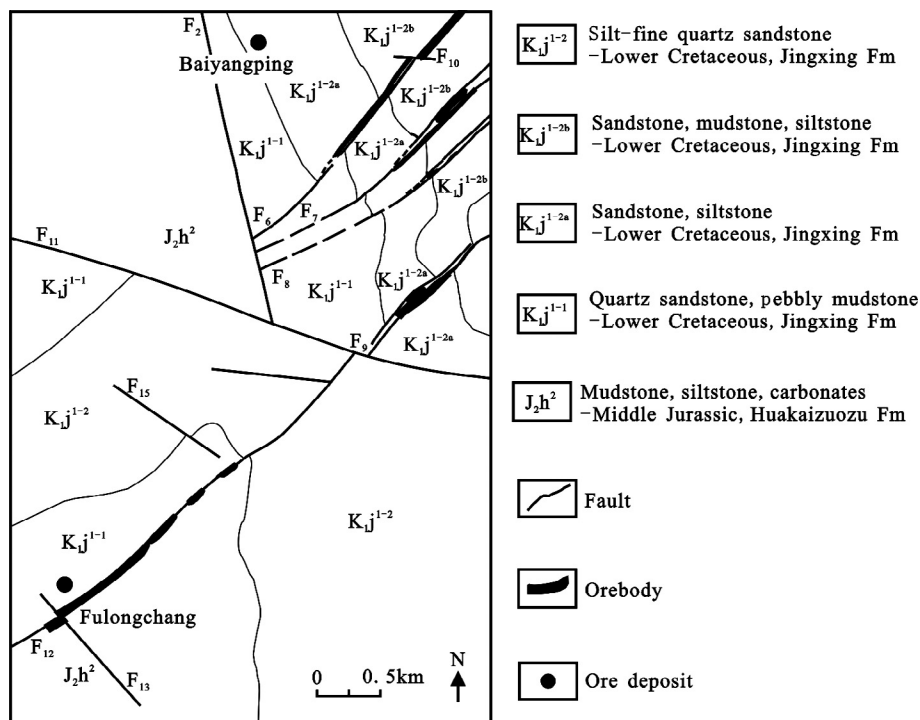 F₂
Baiyangping
K₁j¹⁻²ᵇ
F₁₀
K₁j¹⁻²ᵃ
K₁j¹⁻²ᵇ
K₁j¹⁻¹
K₁j¹⁻²ᵃ
K₁j¹⁻²ᵇ
F₆
F₇
F₁₁
J₂h²
F₈
K₁j¹⁻¹
K₁j¹⁻¹
K₁j¹⁻²ᵃ
F₉
K₁j¹⁻²ᵃ
F₁₅
K₁j¹⁻²
K₁j¹⁻²
K₁j¹⁻¹
Fulongchang
F₁₂
J₂h²
F₁₃
0 0.5km
N
K₁j¹⁻² Silt-fine quartz sandstone
-Lower Cretaceous, Jingxing Fm
K₁j¹⁻²ᵇ Sandstone, mudstone, siltstone
-Lower Cretaceous, Jingxing Fm
K₁j¹⁻²ᵃ Sandstone, siltstone
-Lower Cretaceous, Jingxing Fm
K₁j¹⁻¹ Quartz sandstone, pebbly mudstone
-Lower Cretaceous, Jingxing Fm
J₂h² Mudstone, siltstone, carbonates
-Middle Jurassic, Huakaizuozu Fm
Fault
Orebody
Ore deposit